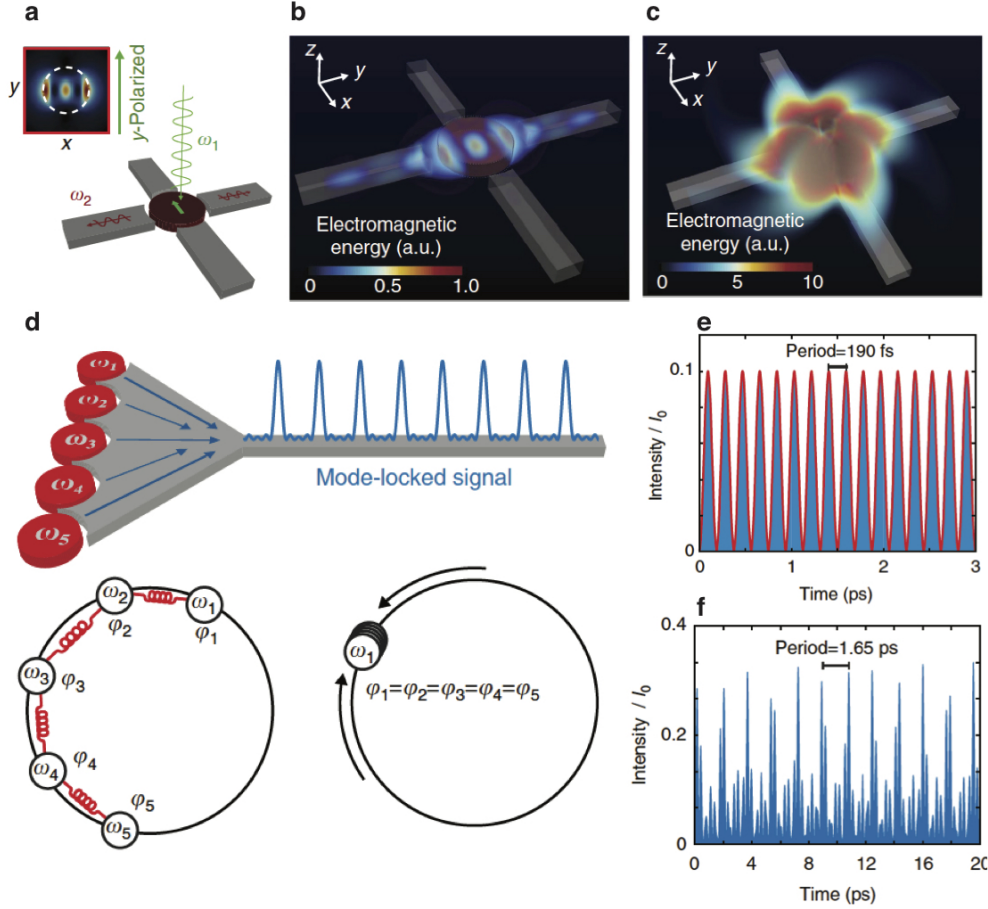 a
y
x
y-Polarized
ω1
ω2
b
z
y
x
Electromagnetic
energy (a.u.)
0 0.5 1.0
c
z
y
x
Electromagnetic
energy (a.u.)
0 5 10
d
ω1
ω2
ω3
ω4
ω5
Mode-locked signal
ω2
ω1
φ2
φ1
ω3
φ3
φ4
ω4
φ5
ω5
ω1
φ1=φ2=φ3=φ4=φ5
e
Period=190 fs
0.1
0
Intensity / I0
0 1 2 3
Time (ps)
f
0.4
Period=1.65 ps
0.2
0
Intensity / I0
0 4 8 12 16 20
Time (ps)